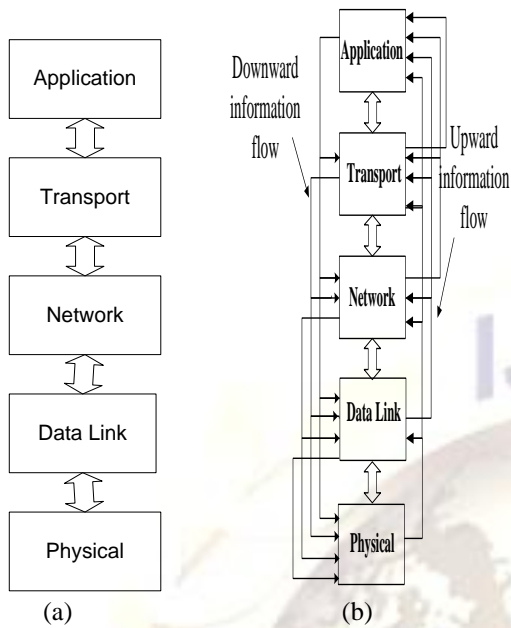 Application
Transport
Network
Data Link
Physical
(a)
Downward
information
flow
Application
Transport
Network
Data Link
Physical
Upward
information
flow
(b)